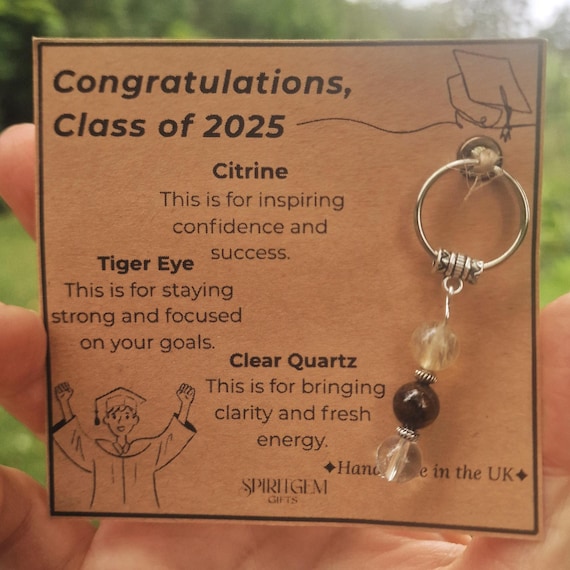 Congratulations,
Class of 2025
Citrine
This is for inspiring
confidence and
success.
Tiger Eye
This is for staying
strong and focused
on your goals.
Clear Quartz
This is for bringing
clarity and fresh
energy.
✦Hand e in the UK✦
SPIRITGEM
GIFTS